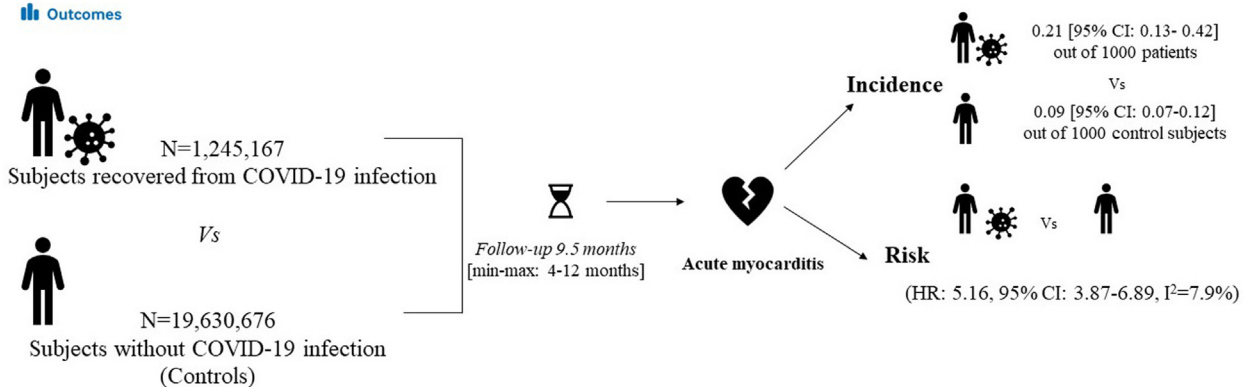 Outcomes
N=1,245,167
Subjects recovered from COVID-19 infection
Vs
N=19,630,676
Subjects without COVID-19 infection
(Controls)
Follow-up 9.5 months
[min-max: 4-12 months]
Acute myocarditis
Incidence
0.21 [95% CI: 0.13- 0.42]
out of 1000 patients
Vs
0.09 [95% CI: 0.07-0.12]
out of 1000 control subjects
Vs
Risk
(HR: 5.16, 95% CI: 3.87-6.89, I²=7.9%)